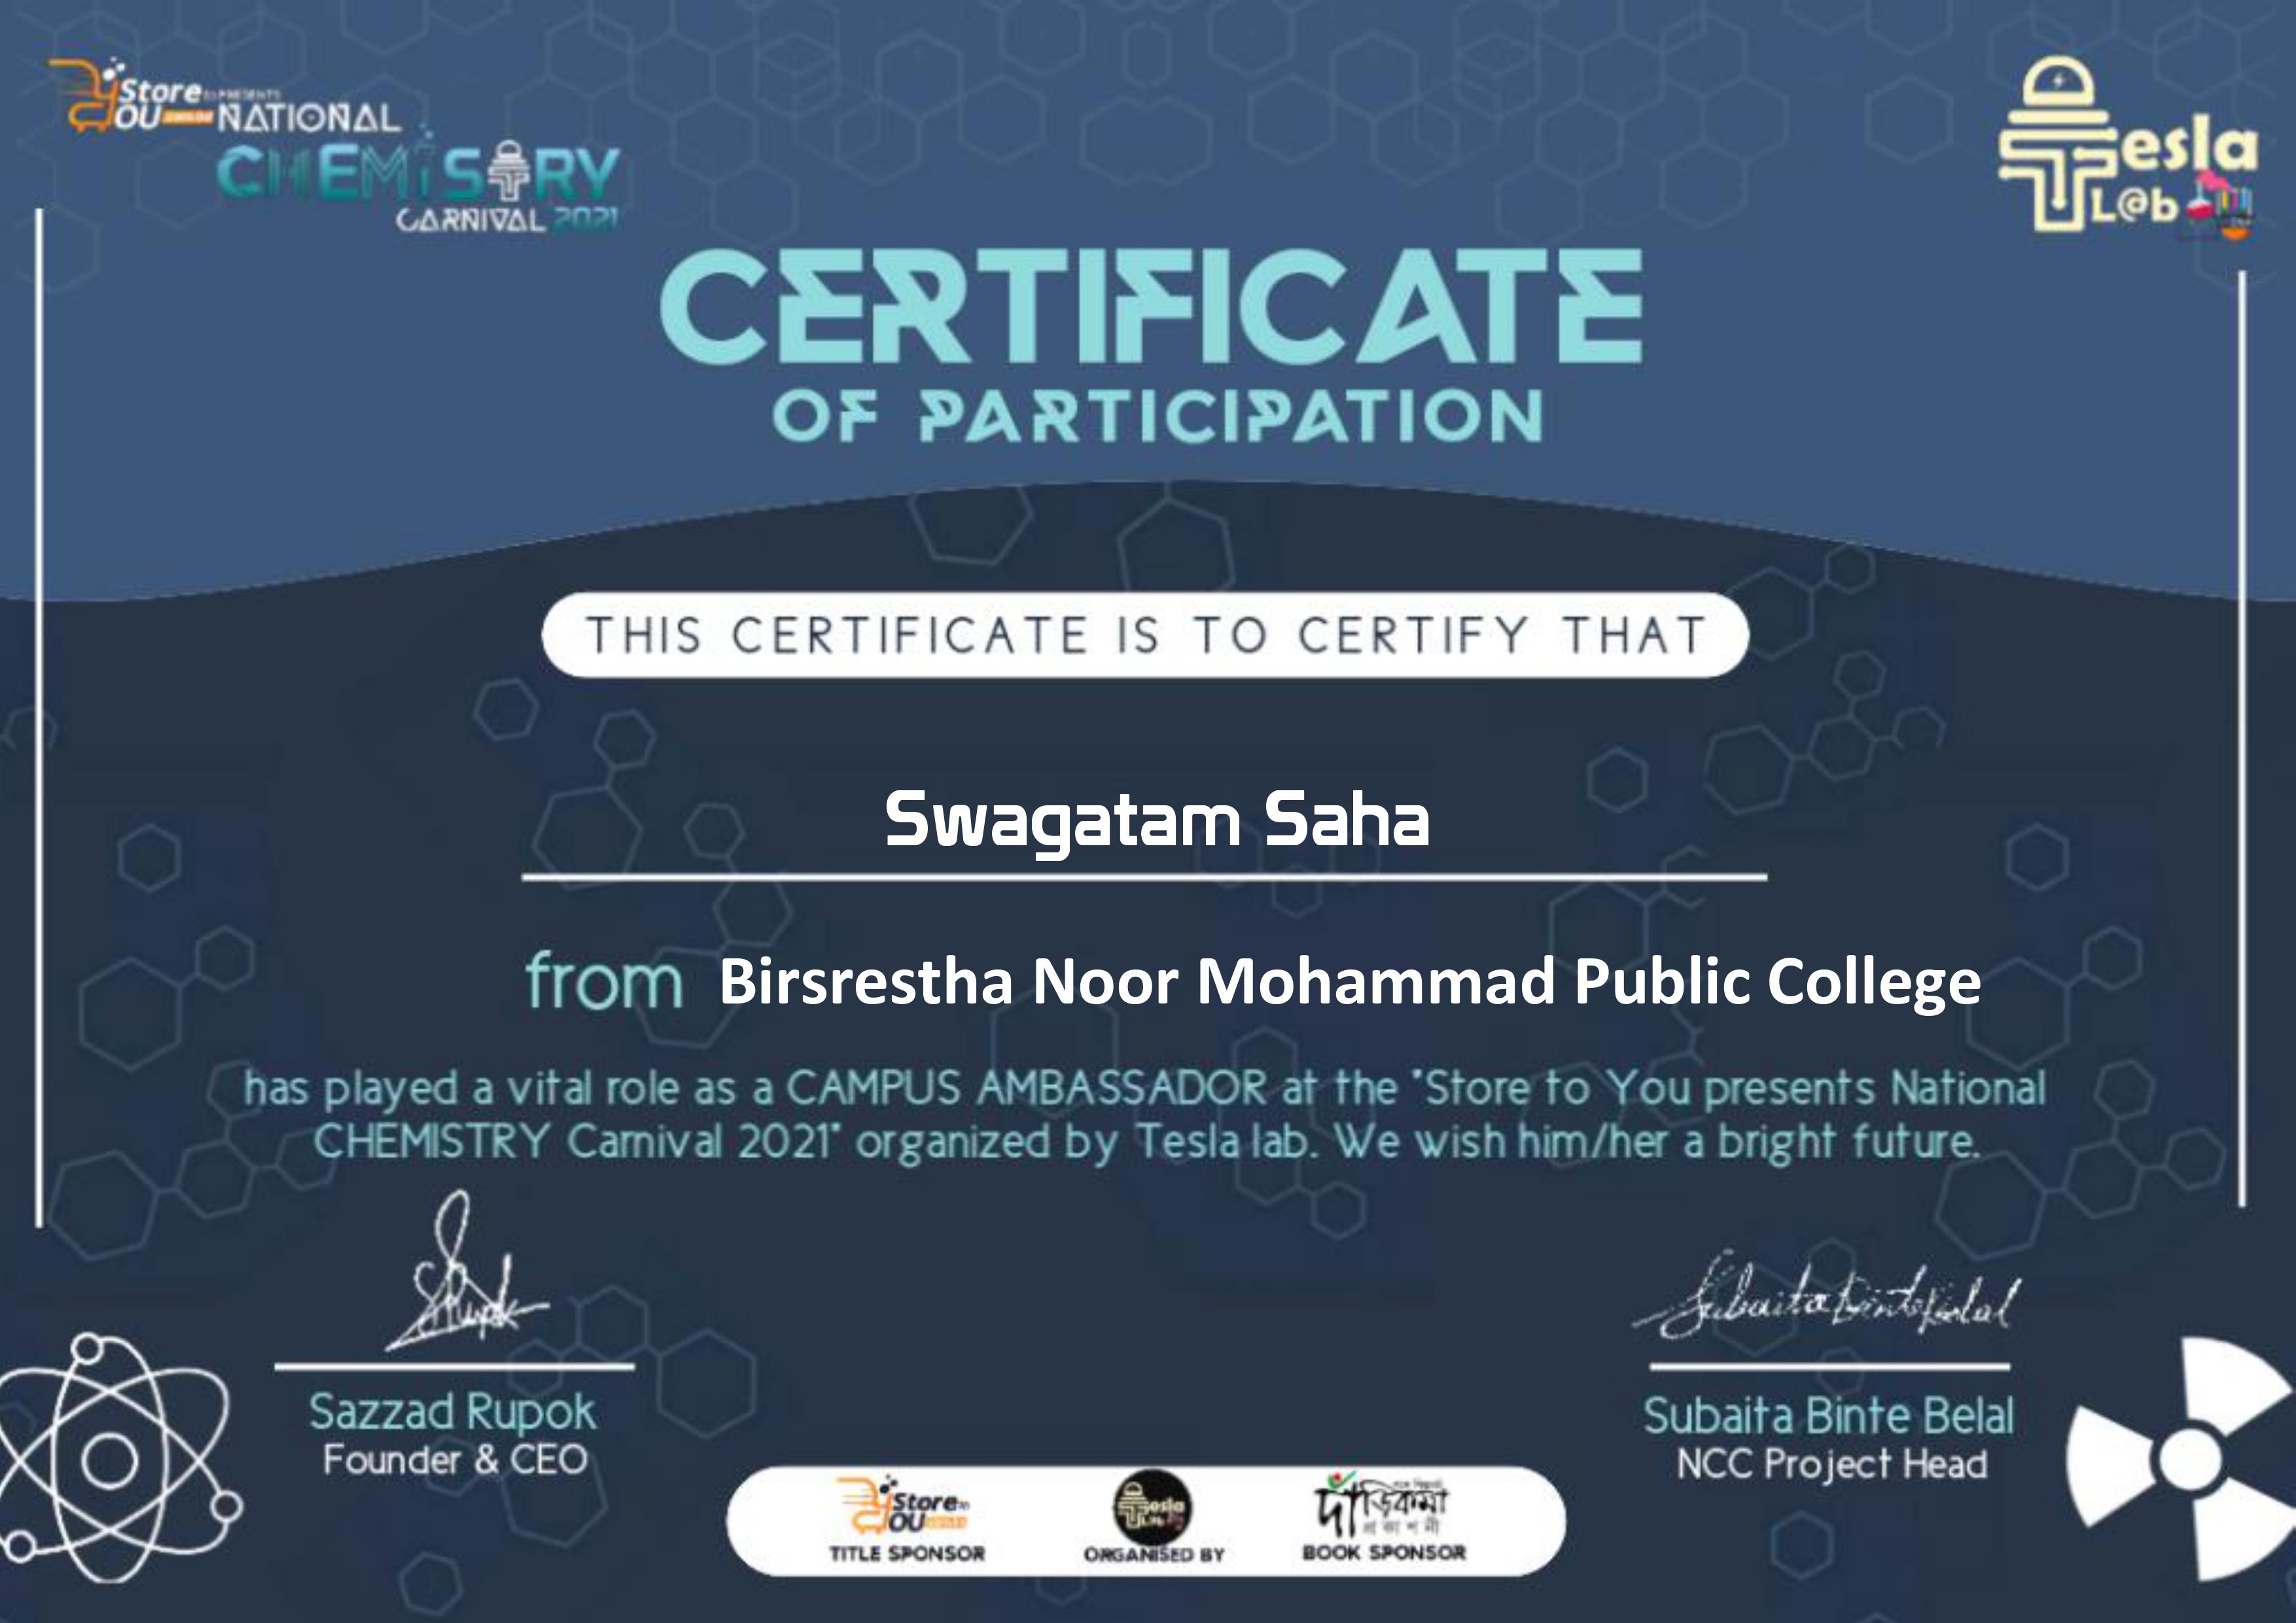 Store to PRESENTS
YOU
NATIONAL
CHEMiSTRY
CARNIVAL 2021
Tesla
L@b
CERTIFICATE
OF PARTICIPATION
THIS CERTIFICATE IS TO CERTIFY THAT
Swagatam Saha
from Birsrestha Noor Mohammad Public College
has played a vital role as a CAMPUS AMBASSADOR at the "Store to You presents National
CHEMISTRY Carnival 2021" organized by Tesla lab. We wish him/her a bright future.
SRupok
Subaita Binte Belal
Sazzad Rupok
Founder & CEO
Subaita Binte Belal
NCC Project Head
Store to
YOU
Tesla
L@b
দাঁড়িকমা
প্রকাশনী
TITLE SPONSOR
ORGANISED BY
BOOK SPONSOR